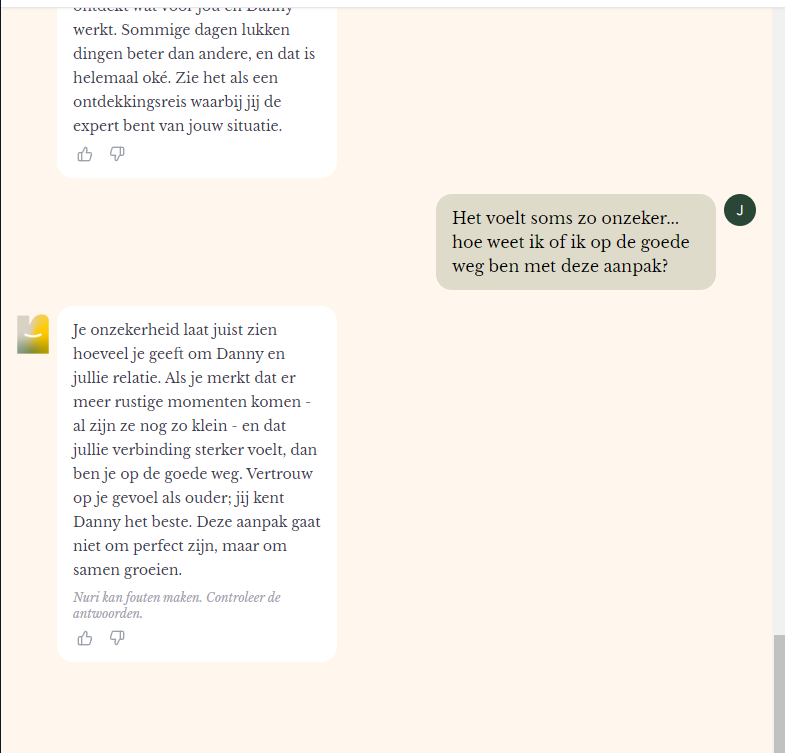 ontdekt wat voor jou en Danny
werkt. Sommige dagen lukken
dingen beter dan andere, en dat is
helemaal oké. Zie het als een
ontdekkingsreis waarbij jij de
expert bent van jouw situatie.
Het voelt soms zo onzeker...
hoe weet ik of ik op de goede
weg ben met deze aanpak?
J
Je onzekerheid laat juist zien
hoeveel je geeft om Danny en
jullie relatie. Als je merkt dat er
meer rustige momenten komen -
al zijn ze nog zo klein - en dat
jullie verbinding sterker voelt, dan
ben je op de goede weg. Vertrouw
op je gevoel als ouder; jij kent
Danny het beste. Deze aanpak gaat
niet om perfect zijn, maar om
samen groeien.
Nuri kan fouten maken. Controleer de
antwoorden.